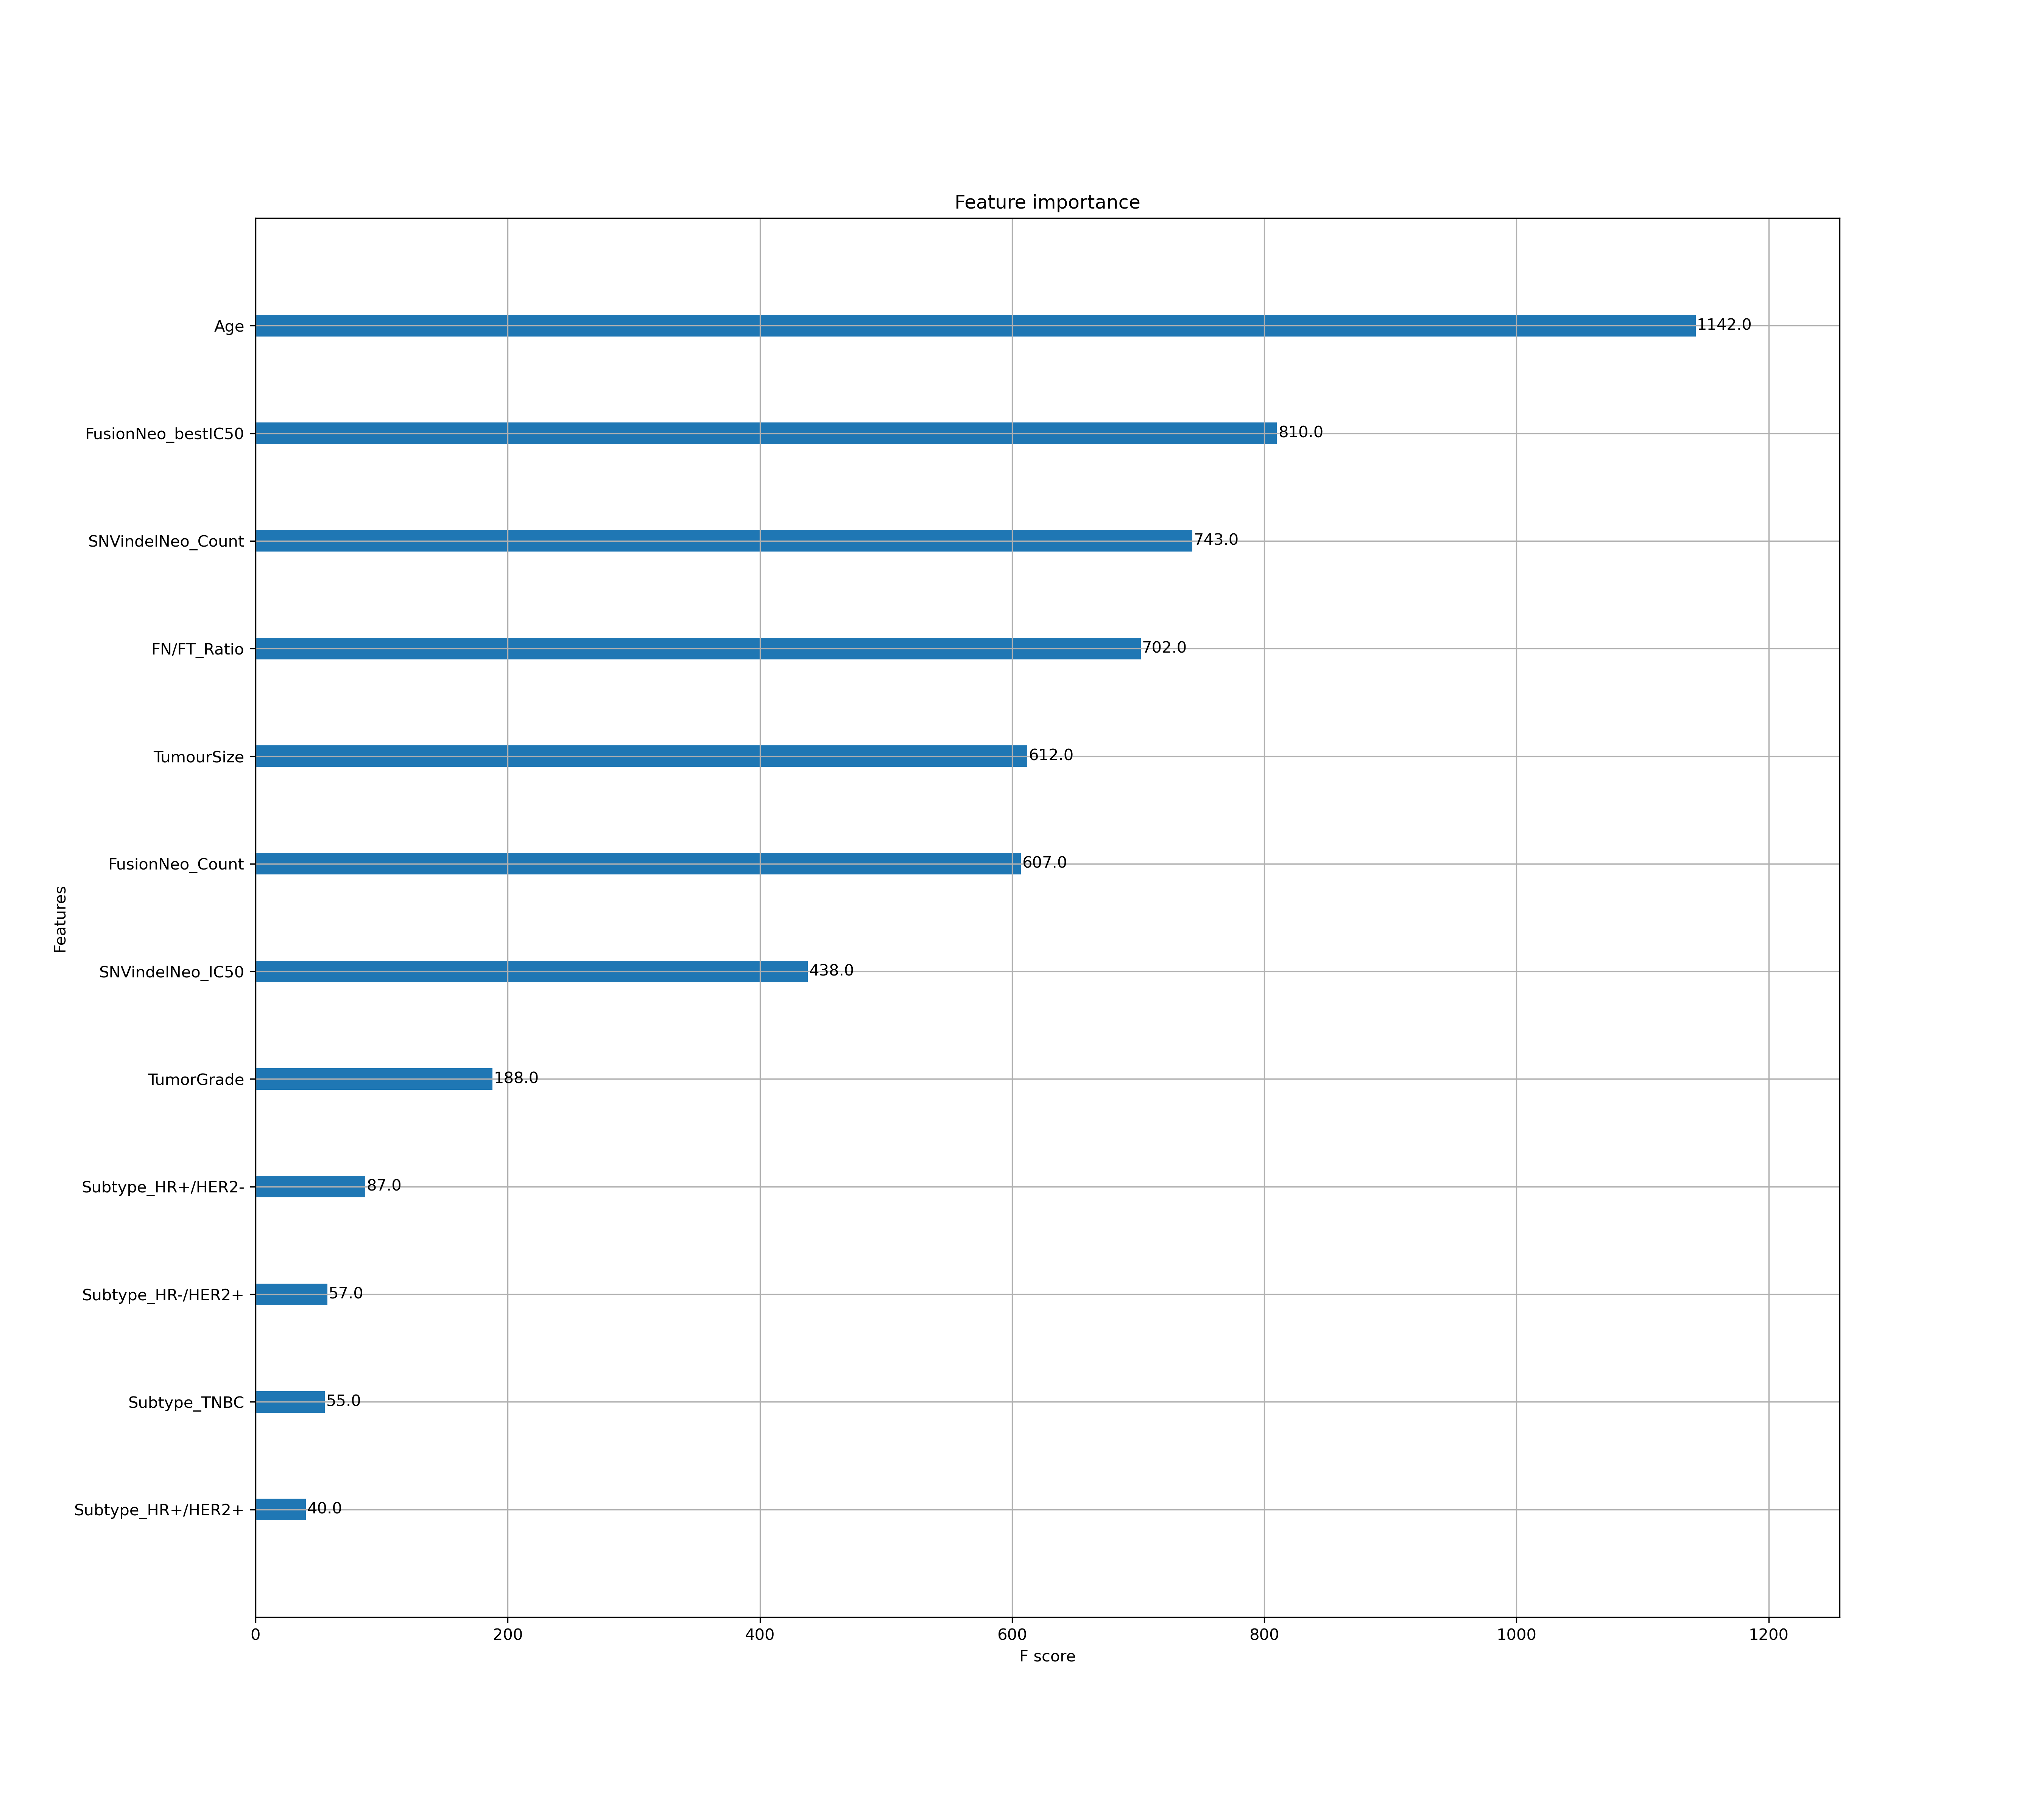 Feature importance
Age 1142.0
FusionNeo_bestIC50 810.0
SNVindelNeo_Count 743.0
FN/FT_Ratio 702.0
TumourSize 612.0
FusionNeo_Count 607.0
Features
SNVindelNeo_IC50 438.0
TumorGrade 188.0
Subtype_HR+/HER2- 87.0
Subtype_HR-/HER2+ 57.0
Subtype_TNBC 55.0
Subtype_HR+/HER2+ 40.0
0 200 400 600 800 1000 1200
F score